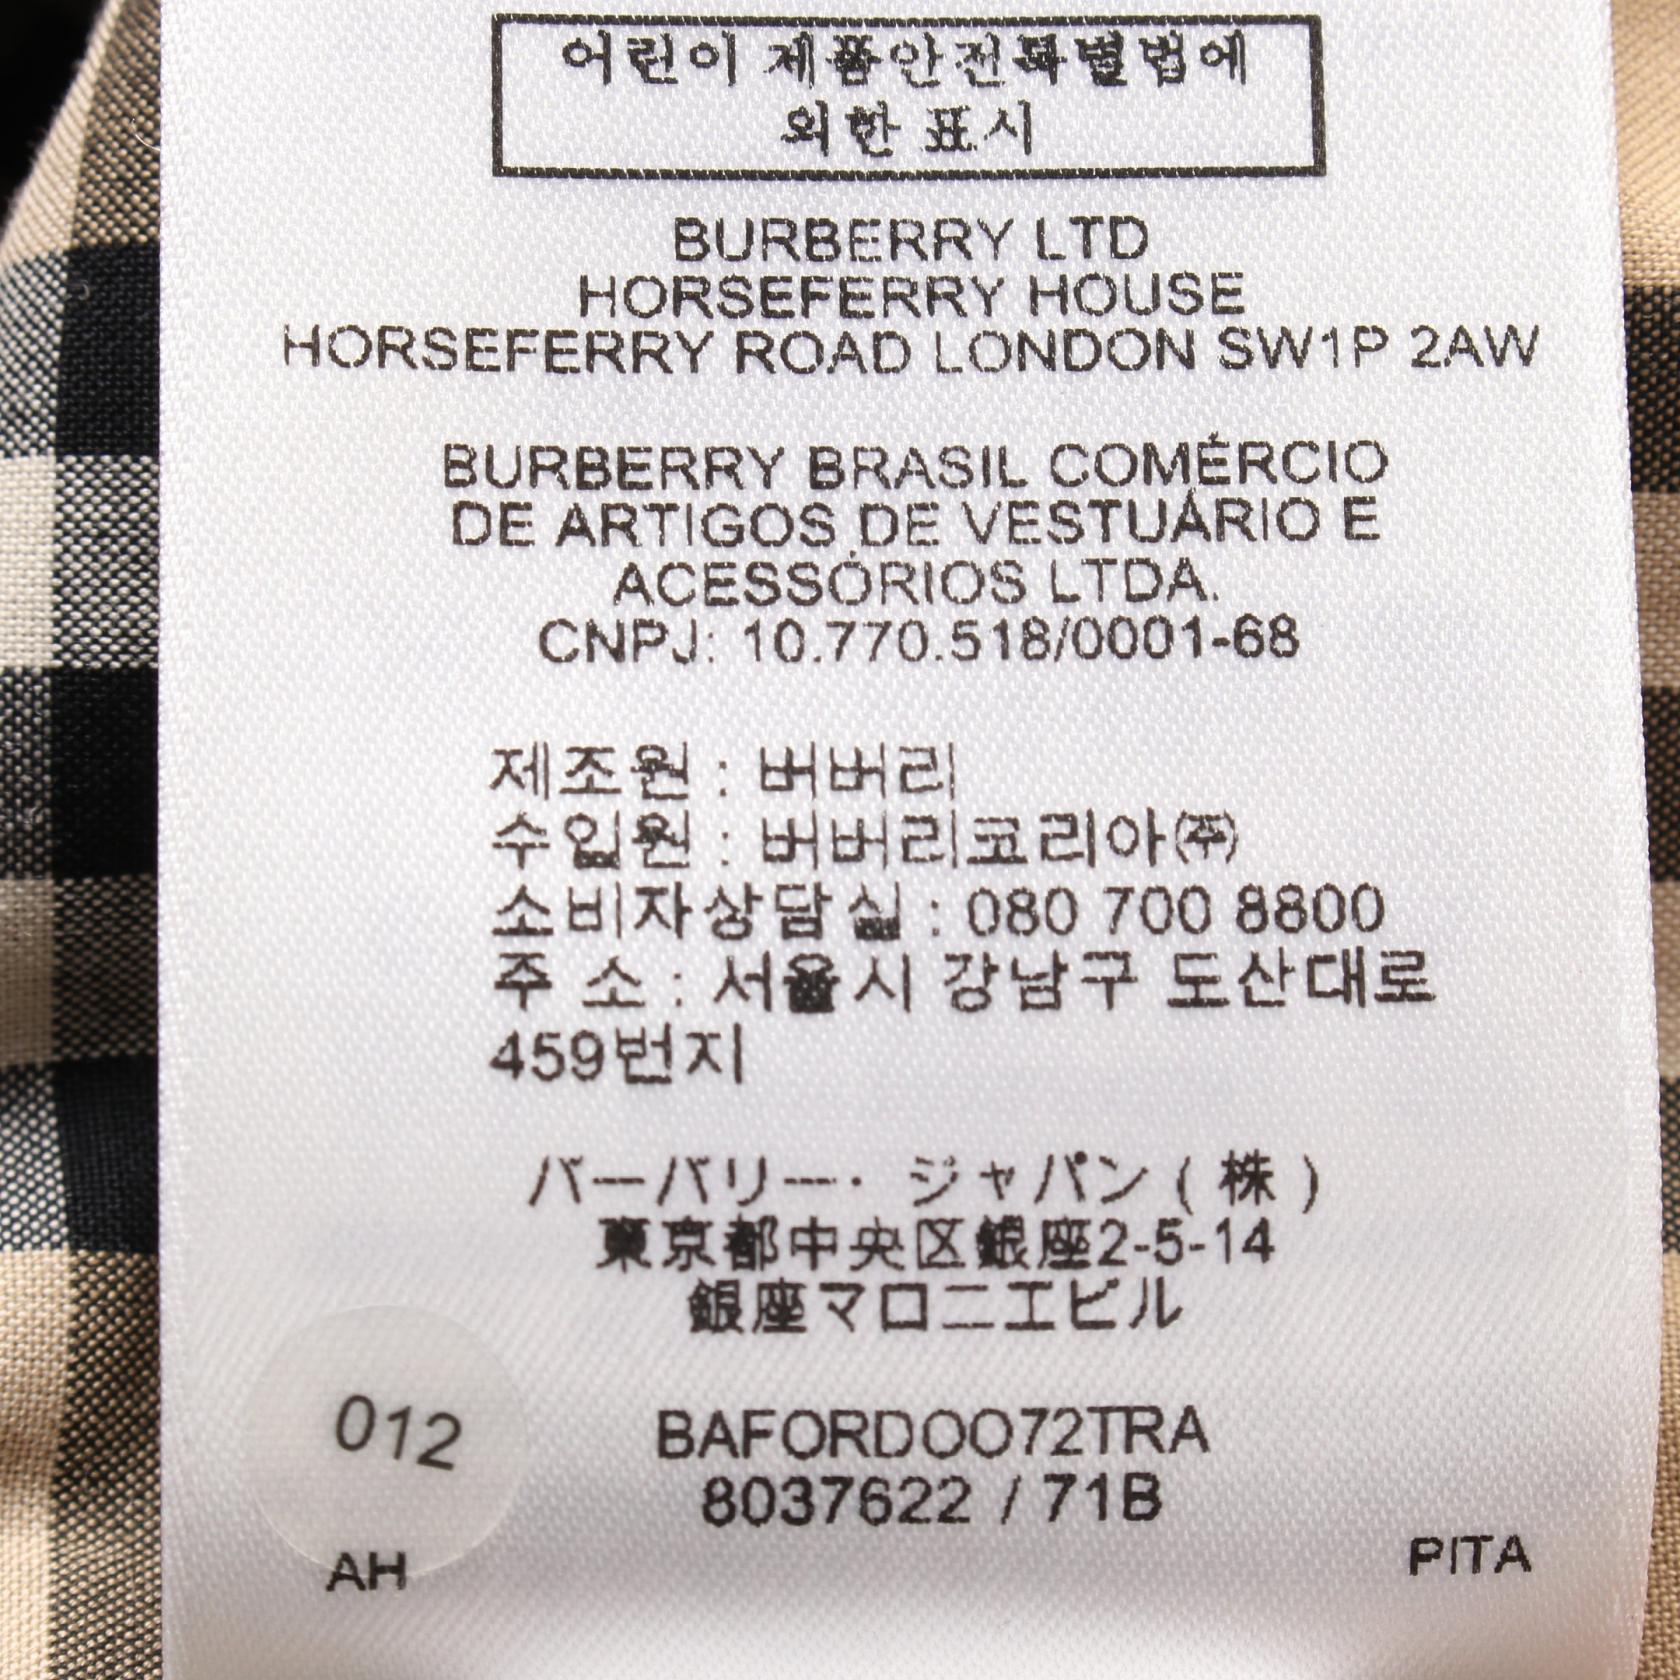 어린이 제품안전특별법에
의한 표시
BURBERRY LTD
HORSEFERRY HOUSE
HORSEFERRY ROAD LONDON SW1P 2AW
BURBERRY BRASIL COMÉRCIO
DE ARTIGOS DE VESTUÁRIO E
ACESSÓRIOS LTDA.
CNPJ: 10.770.518/0001-68
제조원 : 버버리
수입원 : 버버리코리아㈜
소비자상담실 : 080 700 8800
주 소 : 서울시 강남구 도산대로
459번지
バーバリー・ジャパン ( 株 )
東京都中央区銀座2-5-14
銀座マロニエビル
012
BAFORDOO72TRA
8037622 / 71B
AH
PITA